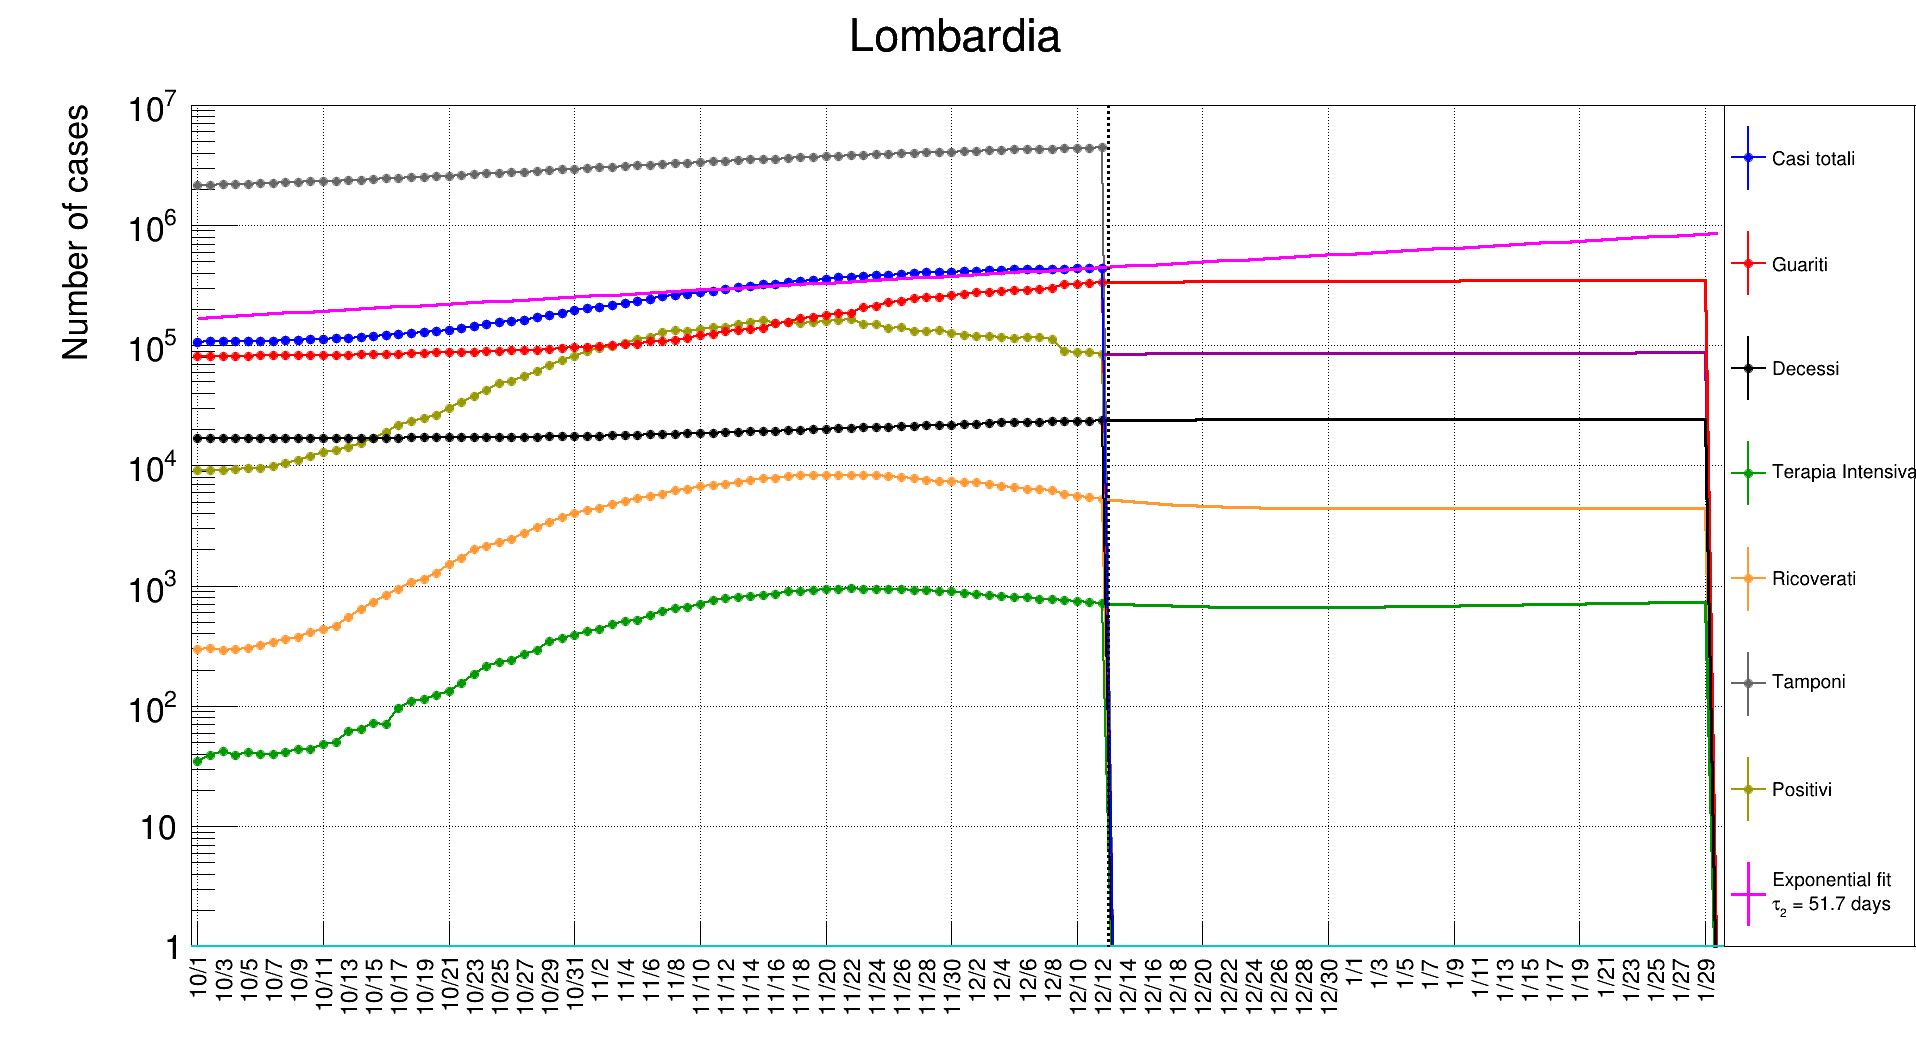 Lombardia
Number of cases
10^7
10^6
10^5
10^4
10^3
10^2
10
1
10/1 10/3 10/5 10/7 10/9 10/11 10/13 10/15 10/17 10/19 10/21 10/23 10/25 10/27 10/29 10/31 11/2 11/4 11/6 11/8 11/10 11/12 11/14 11/16 11/18 11/20 11/22 11/24 11/26 11/28 11/30 12/2 12/4 12/6 12/8 12/10 12/12 12/14 12/16 12/18 12/20 12/22 12/24 12/26 12/28 12/30 1/1 1/3 1/5 1/7 1/9 1/11 1/13 1/15 1/17 1/19 1/21 1/23 1/25 1/27 1/29
Casi totali
Guariti
Decessi
Terapia Intensiva
Ricoverati
Tamponi
Positivi
Exponential fit
τ_2 = 51.7 days